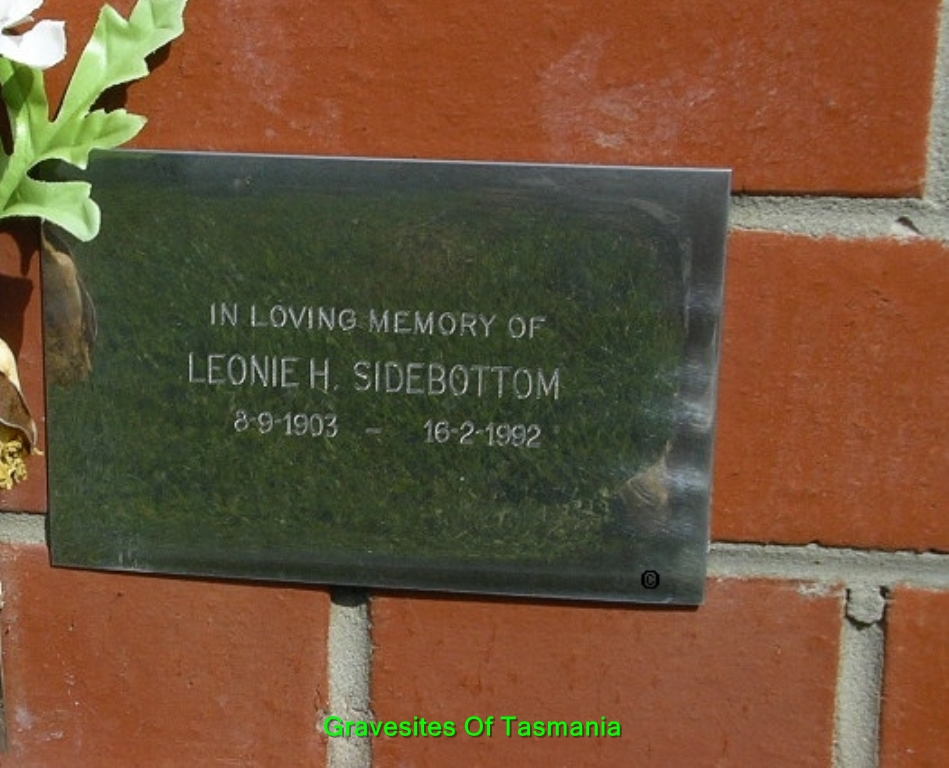 IN LOVING MEMORY OF
LEONIE H. SIDEBOTTOM
8-9-1903 - 16-2-1992
©
Gravesites Of Tasmania